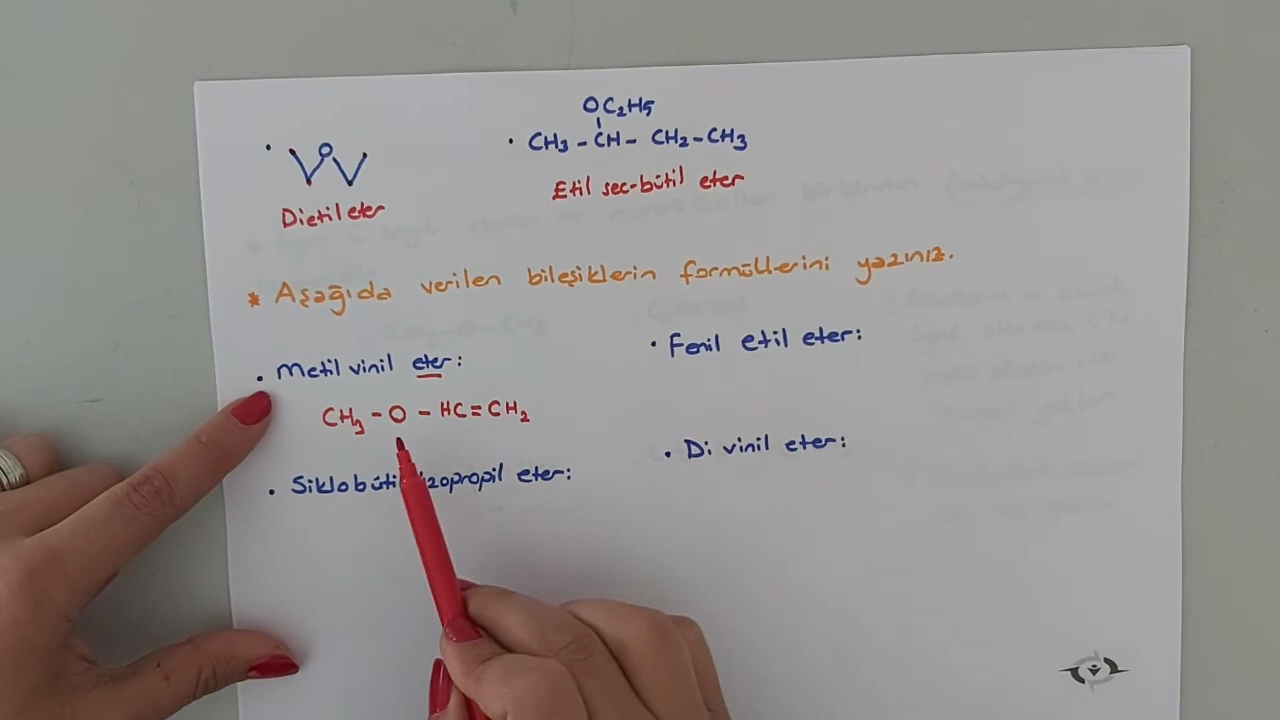 OC₂H₅
CH₃ - CH - CH₂ - CH₃
O
Dietil eter
Etil sec-bütil eter
* Aşağıda verilen bileşiklerin formüllerini yazınız.
• Metil vinil eter:
CH₃ - O - HC = CH₂
• Fenil etil eter:
• Siklobütil izopropil eter:
• Di vinil eter: